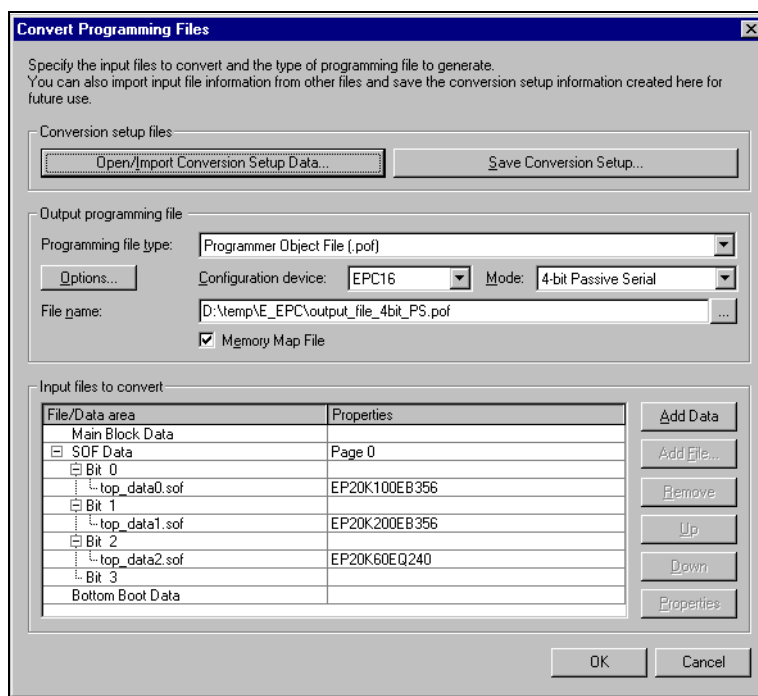 Convert Programming Files
Specify the input files to convert and the type of programming file to generate.
You can also import input file information from other files and save the conversion setup information created here for
future use.
Conversion setup files
Open/Import Conversion Setup Data...
Save Conversion Setup...
Output programming file
Programming file type: Programmer Object File (.pof)
Options... Configuration device: EPC16 Mode: 4-bit Passive Serial
File name: D:\temp\E_EPC\output_file_4bit_PS.pof ...
Memory Map File
Input files to convert
File/Data area Properties
Main Block Data
SOF Data Page 0
Bit 0
top_data0.sof EP20K100EB356
Bit 1
top_data1.sof EP20K200EB356
Bit 2
top_data2.sof EP20K60EQ240
Bit 3
Bottom Boot Data
Add Data
Add File...
Remove
Up
Down
Properties
OK Cancel